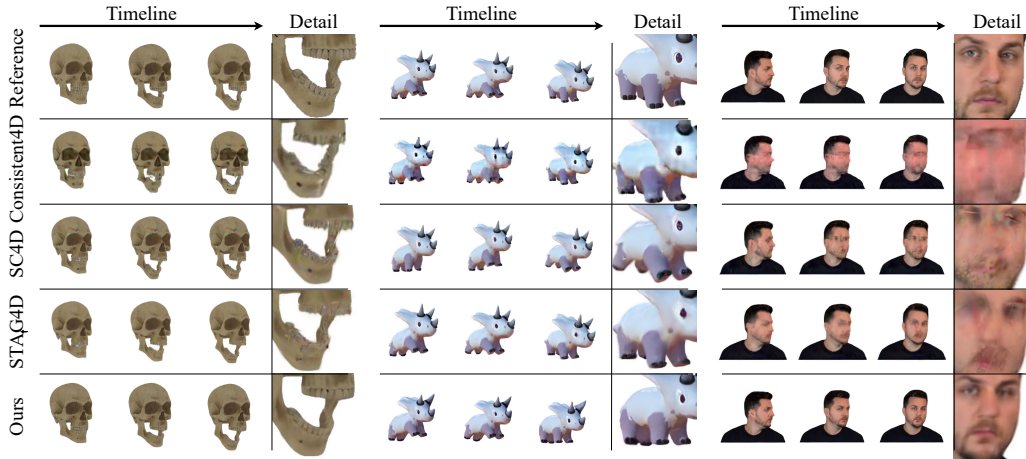 Timeline
Detail
Timeline
Detail
Timeline
Detail
Reference
Consistent4D
SC4D
STAG4D
Ours